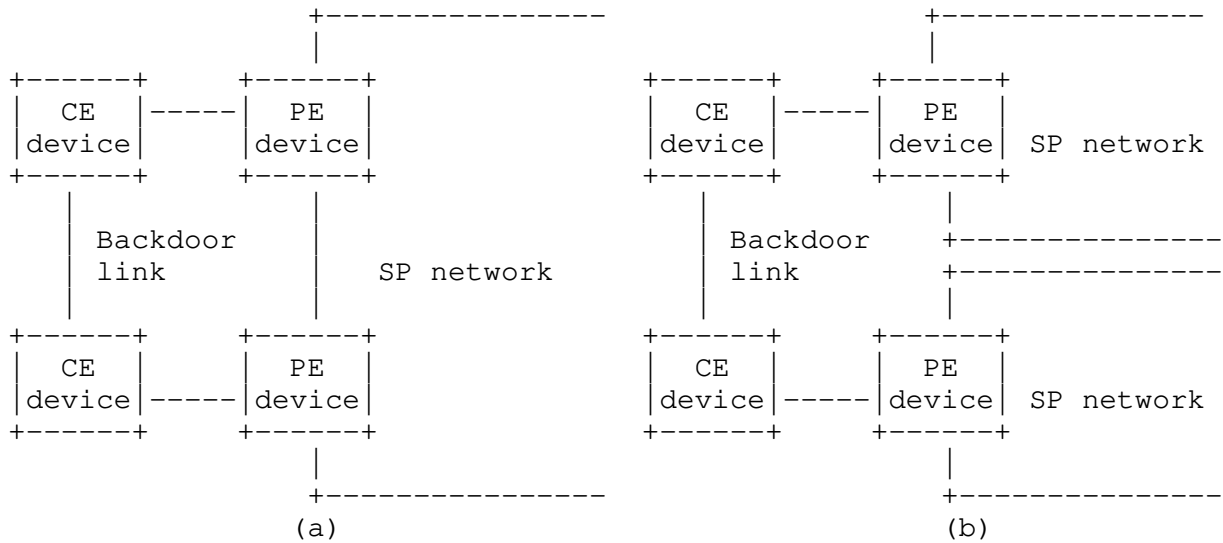 CE PE CE PE
device device device device SP network
Backdoor Backdoor
link SP network link
CE PE CE PE
device device device device SP network
(a) (b)